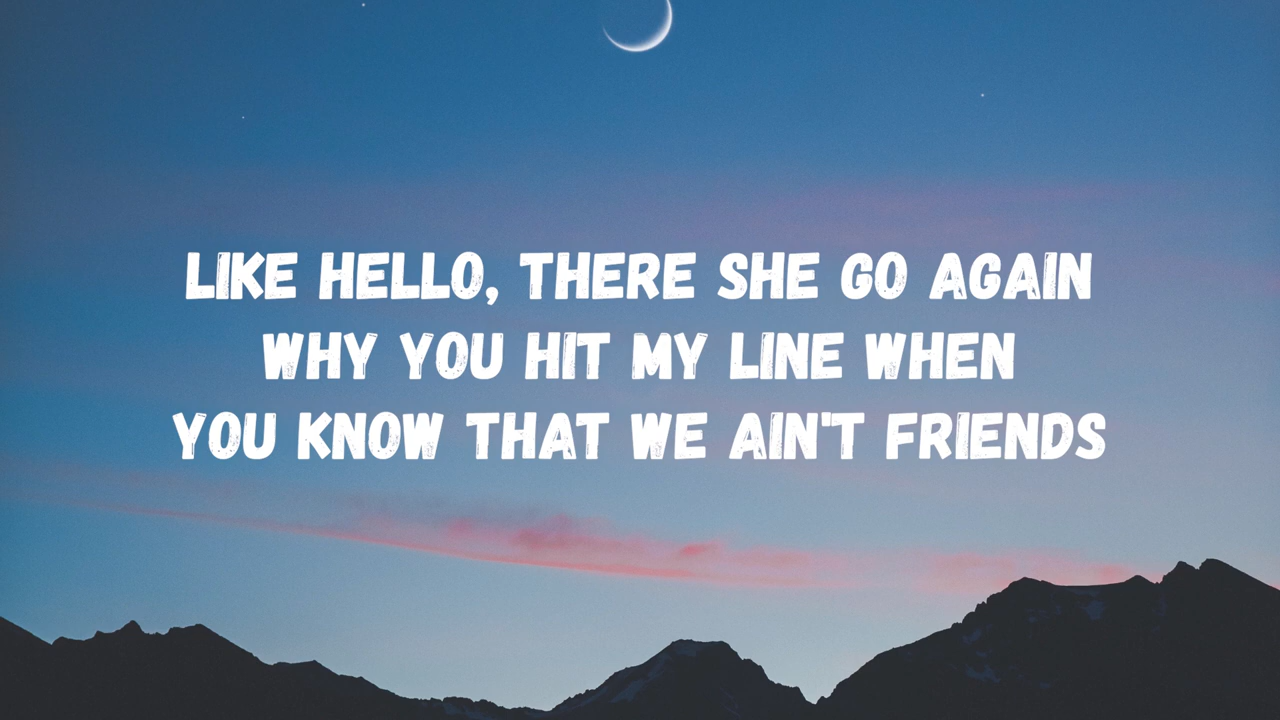 LIKE HELLO, THERE SHE GO AGAIN
WHY YOU HIT MY LINE WHEN
YOU KNOW THAT WE AIN'T FRIENDS